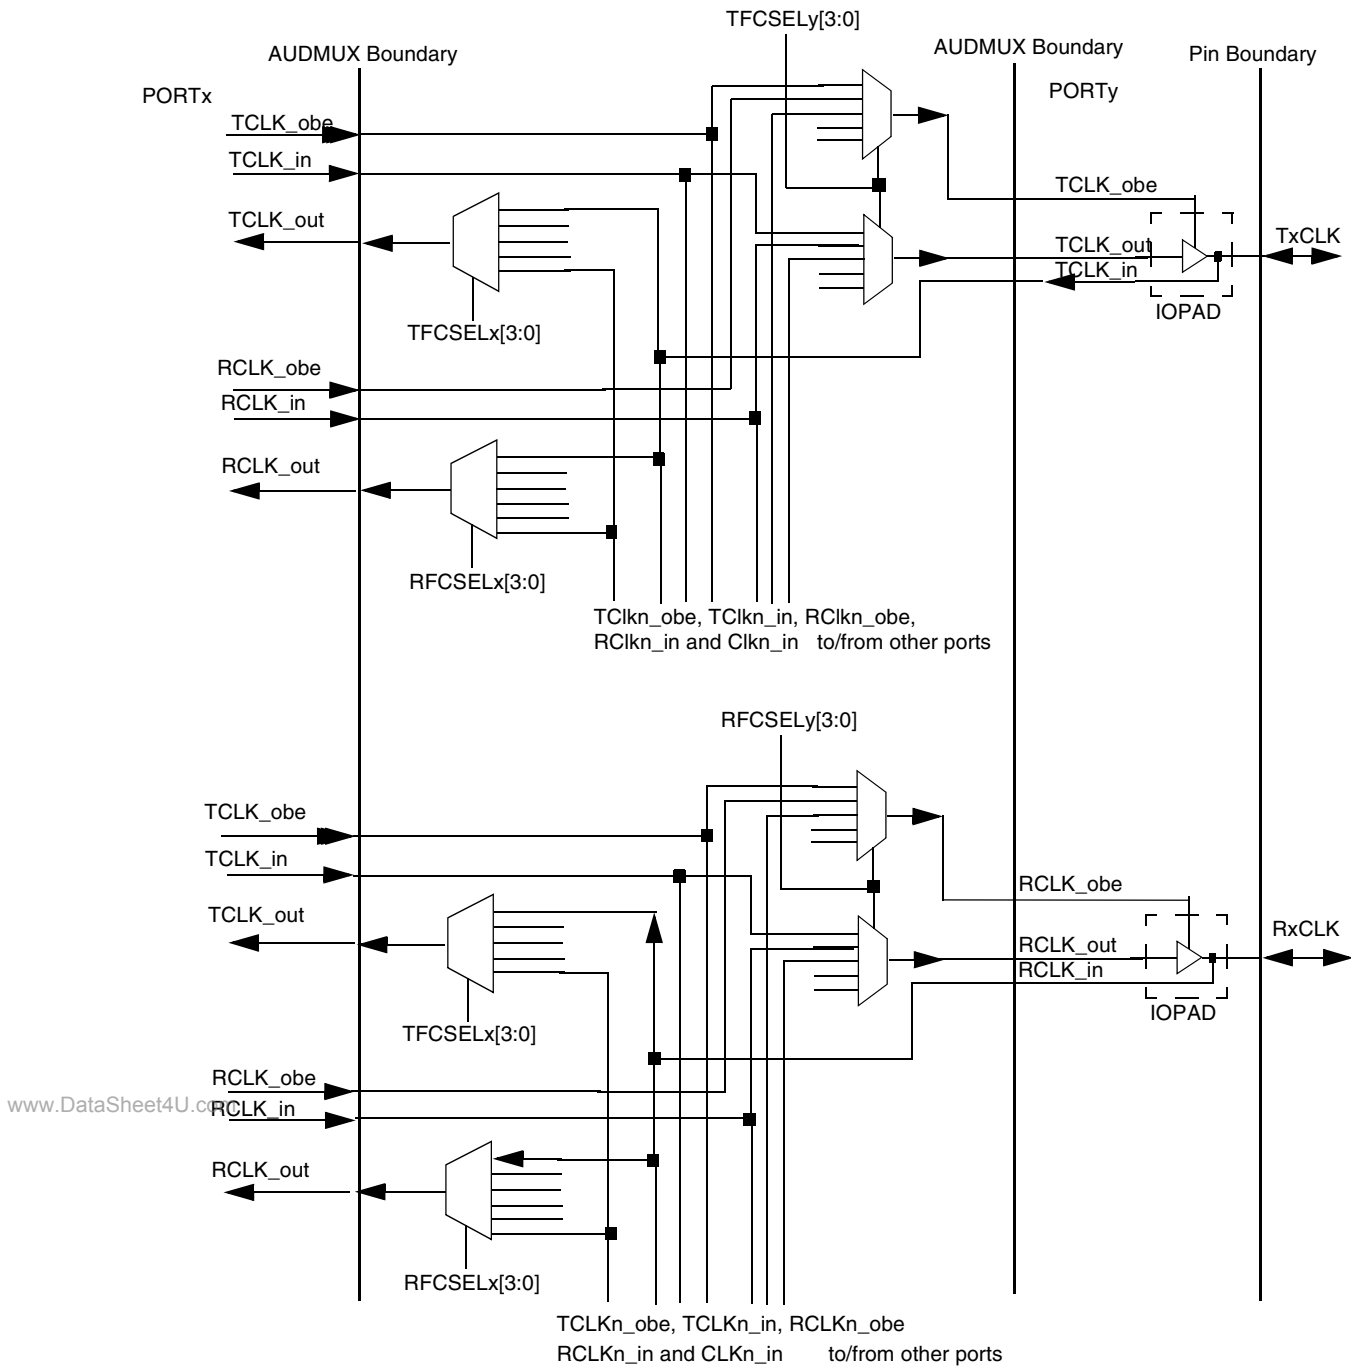 TFCSELy[3:0]
AUDMUX Boundary
AUDMUX Boundary
Pin Boundary
PORTx
PORTy
TCLK_obe
TCLK_in
TCLK_obe
TCLK_out
TCLK_out
TxCLK
TCLK_in
IOPAD
TFCSELx[3:0]
RCLK_obe
RCLK_in
RCLK_out
RFCSELx[3:0]
TClkn_obe, TClkn_in, RClkn_obe,
RClkn_in and Clkn_in to/from other ports
RFCSELy[3:0]
TCLK_obe
TCLK_in
RCLK_obe
TCLK_out
RxCLK
RCLK_out
RCLK_in
IOPAD
TFCSELx[3:0]
RCLK_obe
www.DataSheet4U.com
RCLK_in
RCLK_out
RFCSELx[3:0]
TCLKn_obe, TCLKn_in, RCLKn_obe
RCLKn_in and CLKn_in to/from other ports